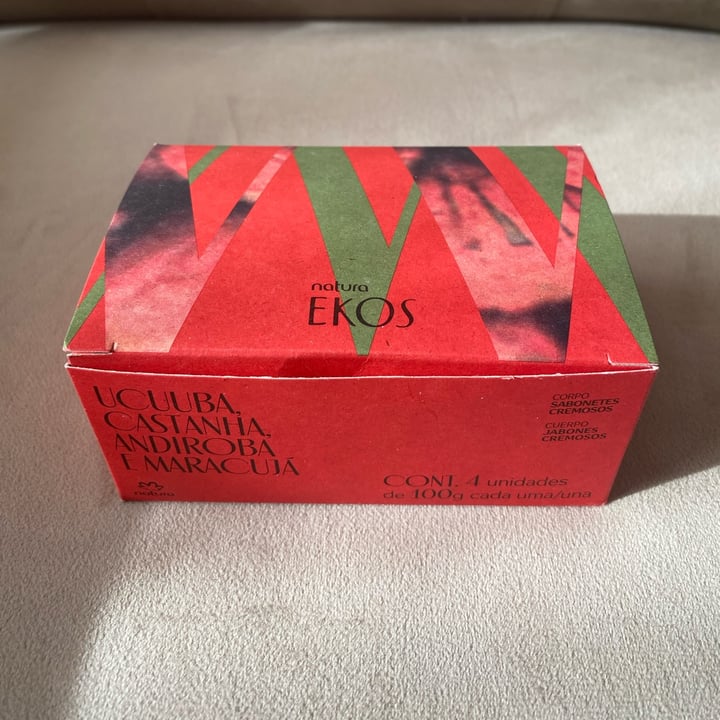 natura
EKOS
UCUUBA,
CASTANHA,
ANDIROBA
E MARACUJÁ
natura
CORPO
SABONETES
CREMOSOS
CUERPO
JABONES
CREMOSOS
CONT. 4 unidades
de 100g cada uma/una